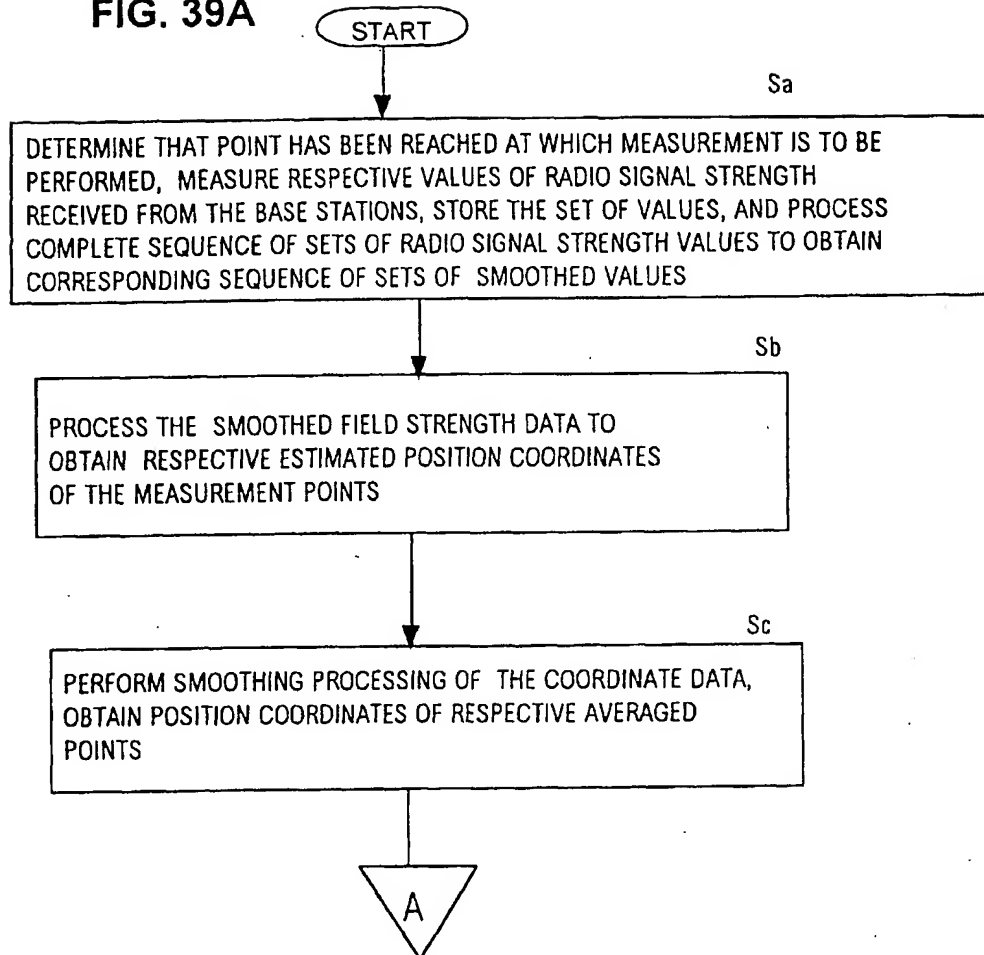 FIG. 39A
START
Sa
DETERMINE THAT POINT HAS BEEN REACHED AT WHICH MEASUREMENT IS TO BE
PERFORMED, MEASURE RESPECTIVE VALUES OF RADIO SIGNAL STRENGTH
RECEIVED FROM THE BASE STATIONS, STORE THE SET OF VALUES, AND PROCESS
COMPLETE SEQUENCE OF SETS OF RADIO SIGNAL STRENGTH VALUES TO OBTAIN
CORRESPONDING SEQUENCE OF SETS OF SMOOTHED VALUES
Sb
PROCESS THE SMOOTHED FIELD STRENGTH DATA TO
OBTAIN RESPECTIVE ESTIMATED POSITION COORDINATES
OF THE MEASUREMENT POINTS
Sc
PERFORM SMOOTHING PROCESSING OF THE COORDINATE DATA,
OBTAIN POSITION COORDINATES OF RESPECTIVE AVERAGED
POINTS
A